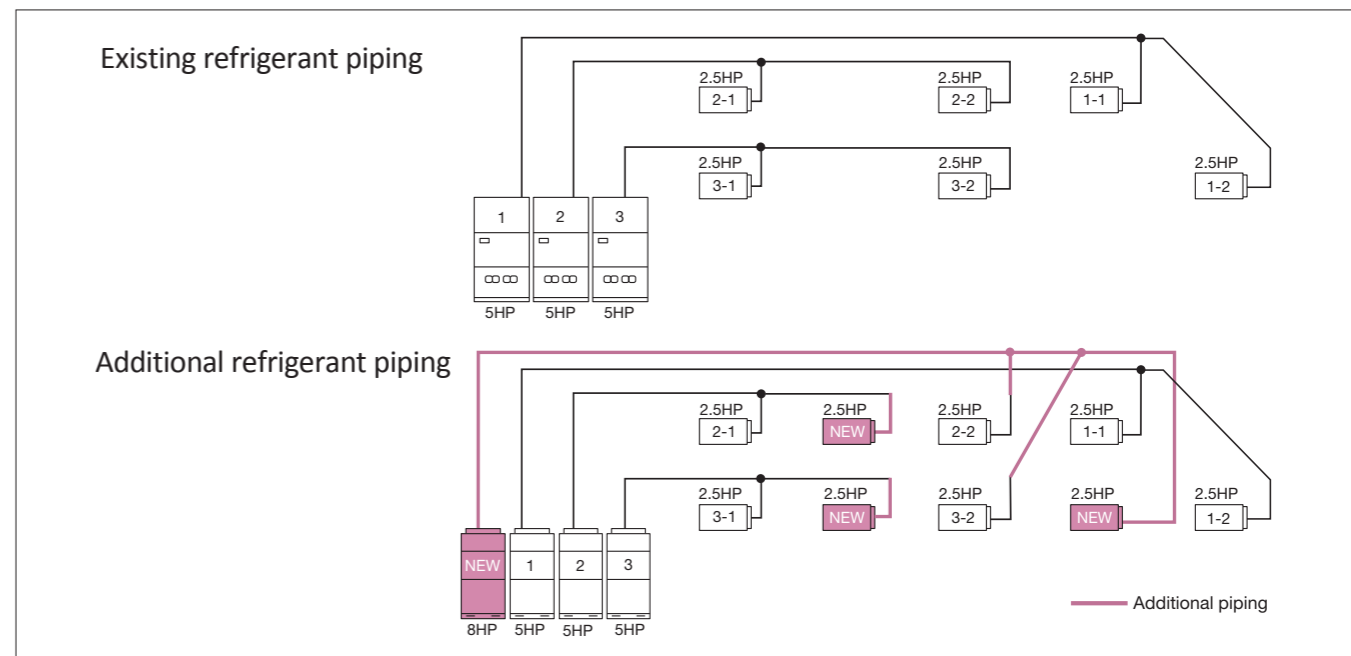 Existing refrigerant piping
2.5HP 2.5HP 2.5HP
2-1 2-2 1-1
2.5HP 2.5HP 2.5HP
3-1 3-2 1-2
1 2 3
5HP 5HP 5HP
Additional refrigerant piping
2.5HP 2.5HP 2.5HP 2.5HP
2-1 NEW 2-2 1-1
2.5HP 2.5HP 2.5HP 2.5HP 2.5HP
3-1 NEW 3-2 NEW 1-2
NEW 1 2 3
Additional piping
8HP 5HP 5HP 5HP